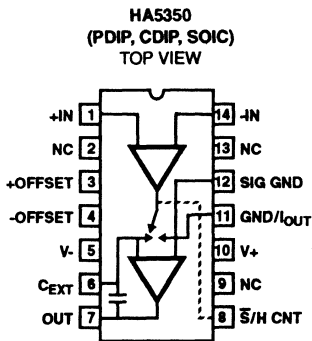 HA5350
(PDIP, CDIP, SOIC)
TOP VIEW
+IN 1 14 -IN
NC 2 13 NC
+OFFSET 3 12 SIG GND
-OFFSET 4 11 GND/IOUT
V- 5 10 V+
CEXT 6 9 NC
OUT 7 8 S̅/H CNT